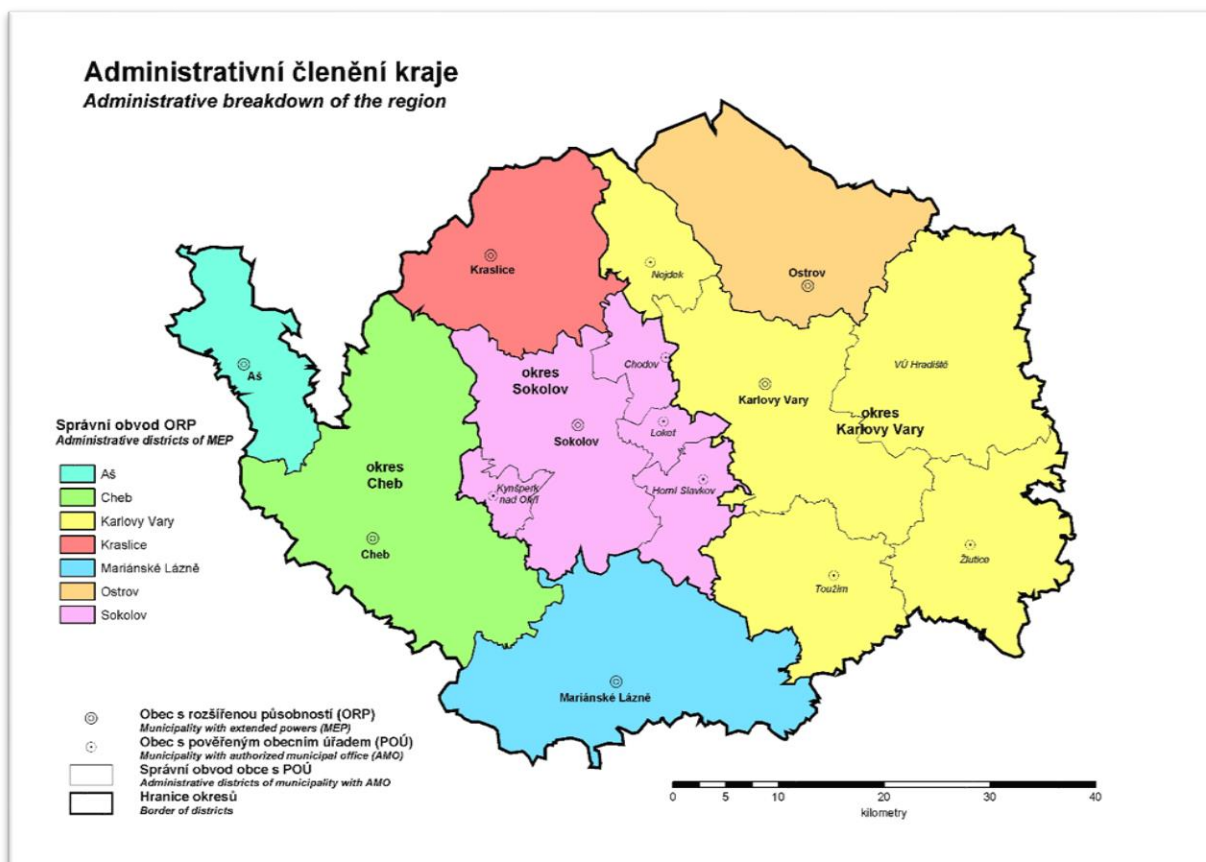 Administrativní členění kraje
Administrative breakdown of the region
Kraslice
Nejdek
Ostrov
Aš
Chodov
VÚ Hradiště
okres
Sokolov
Karlovy Vary
okres
Karlovy Vary
Sokolov
Loket
okres
Cheb
Kynšperk
nad Ohří
Horní Slavkov
Cheb
Toužim
Žlutice
Mariánské Lázně
Správní obvod ORP
Administrative districts of MEP
Aš
Cheb
Karlovy Vary
Kraslice
Mariánské Lázně
Ostrov
Sokolov
Obec s rozšířenou působností (ORP)
Municipality with extended powers (MEP)
Obec s pověřeným obecním úřadem (POÚ)
Municipality with authorized municipal office (AMO)
Správní obvod obce s POÚ
Administrative districts of municipality with AMO
Hranice okresů
Border of districts
0 5 10 20 30 40
kilometry